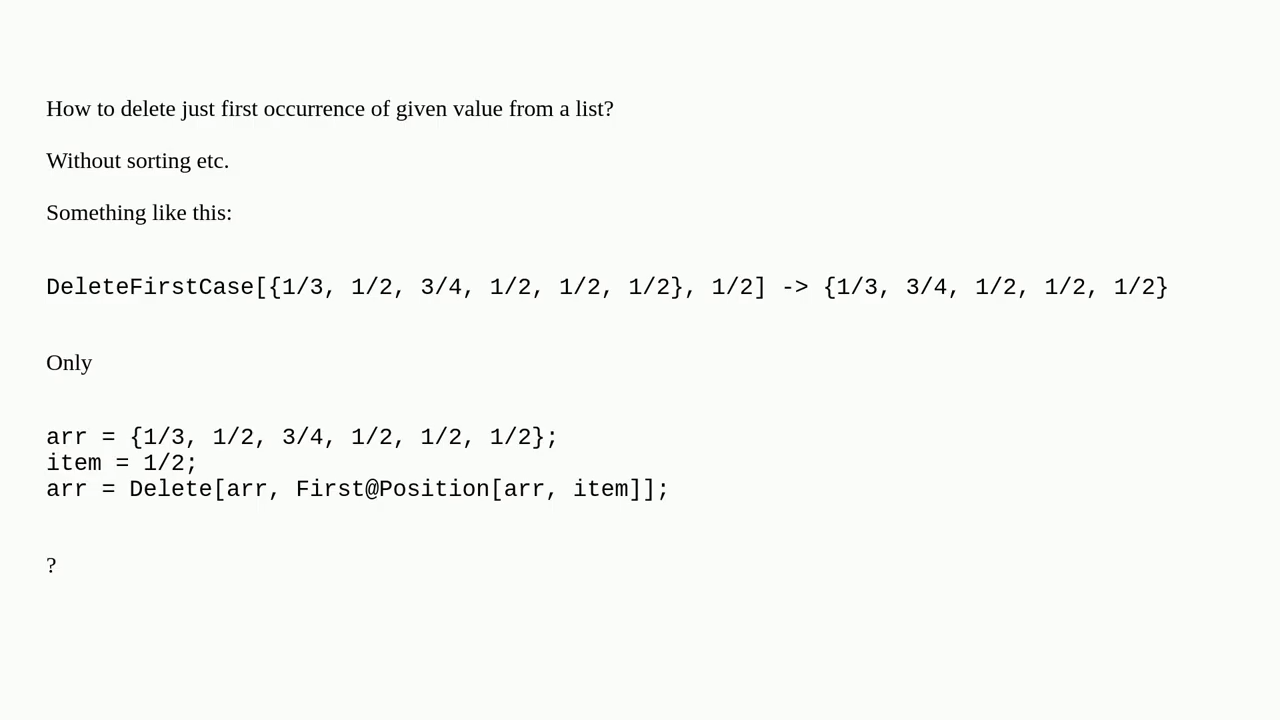 How to delete just first occurrence of given value from a list?
Without sorting etc.
Something like this:
DeleteFirstCase[{1/3, 1/2, 3/4, 1/2, 1/2, 1/2}, 1/2] -> {1/3, 3/4, 1/2, 1/2, 1/2}
Only
arr = {1/3, 1/2, 3/4, 1/2, 1/2, 1/2};
item = 1/2;
arr = Delete[arr, First@Position[arr, item]];
?